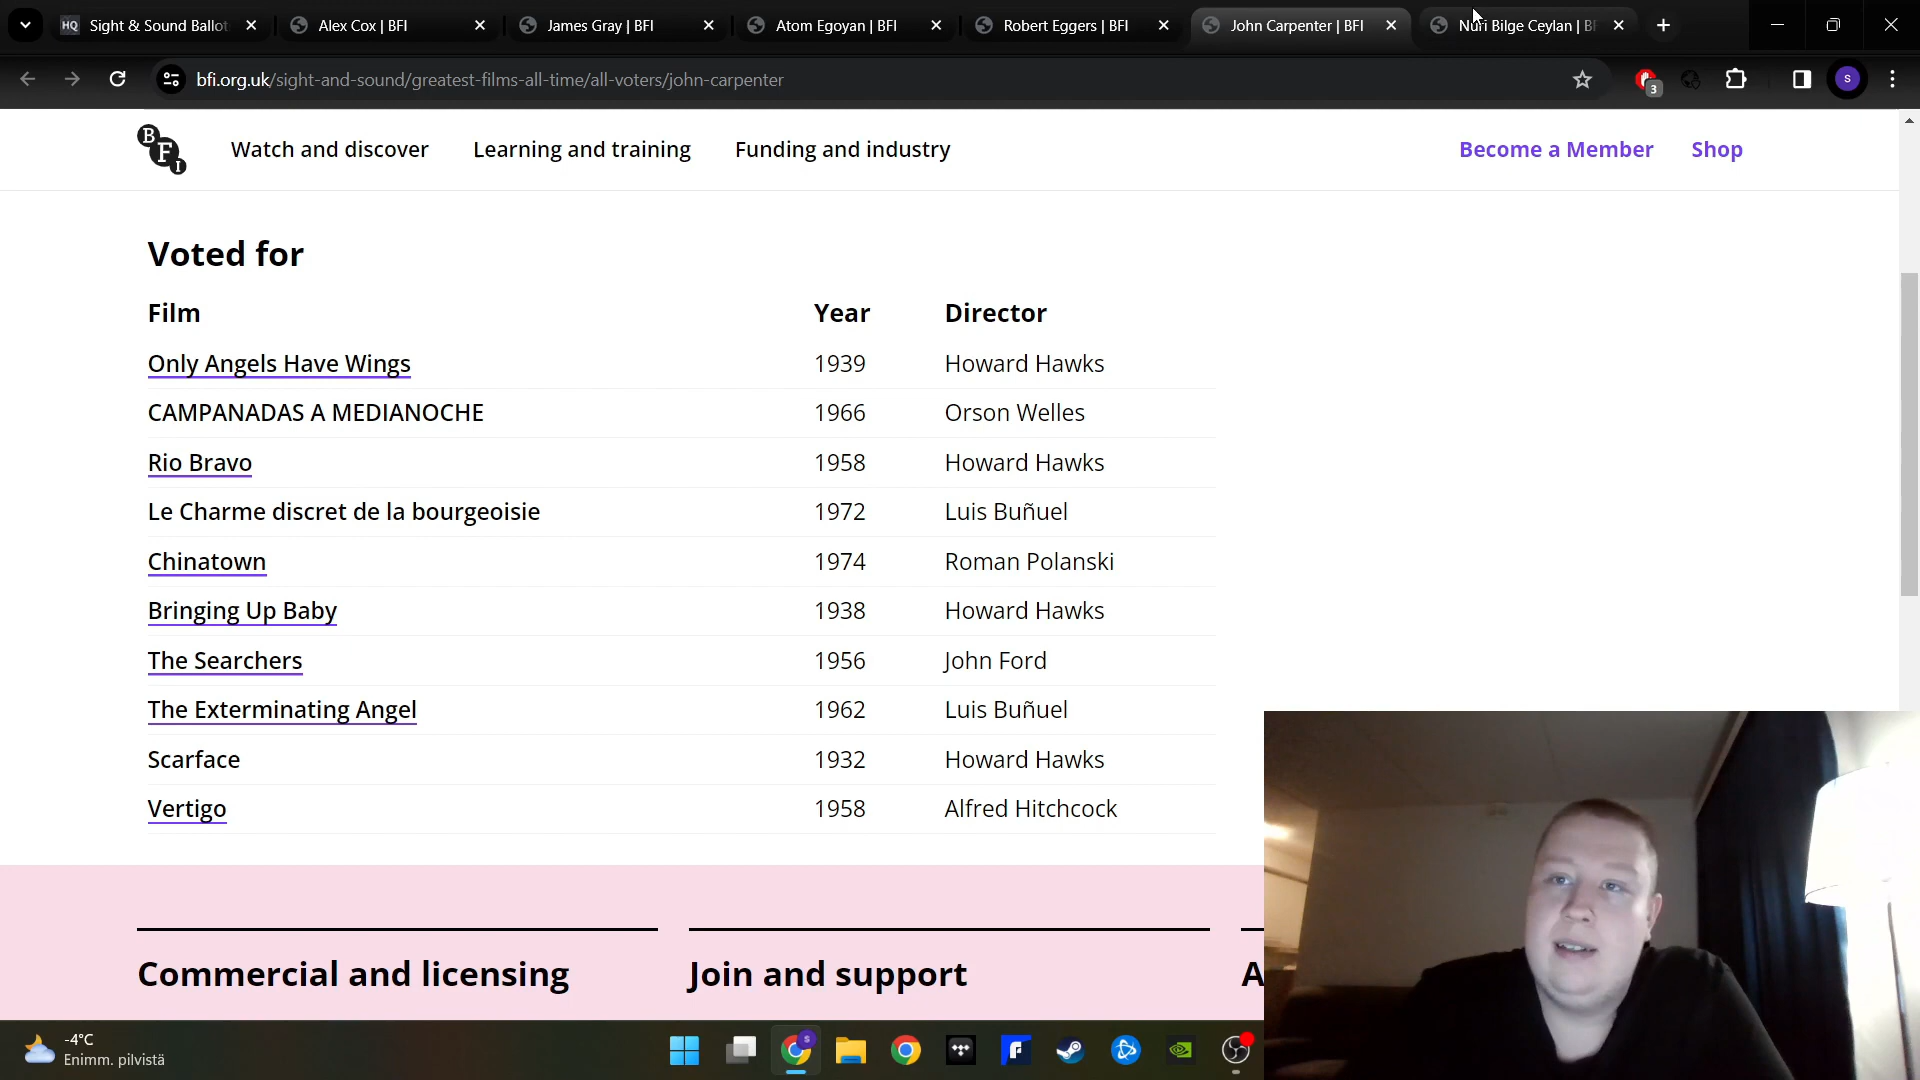 HQ Sight & Sound Ballot
Alex Cox | BFI
James Gray | BFI
Atom Egoyan | BFI
Robert Eggers | BFI
John Carpenter | BFI
Nuri Bilge Ceylan | BF
bfi.org.uk/sight-and-sound/greatest-films-all-time/all-voters/john-carpenter
3
S
BFI
Watch and discover
Learning and training
Funding and industry
Become a Member
Shop
Voted for
Film Year Director
Only Angels Have Wings 1939 Howard Hawks
CAMPANADAS A MEDIANOCHE 1966 Orson Welles
Rio Bravo 1958 Howard Hawks
Le Charme discret de la bourgeoisie 1972 Luis Buñuel
Chinatown 1974 Roman Polanski
Bringing Up Baby 1938 Howard Hawks
The Searchers 1956 John Ford
The Exterminating Angel 1962 Luis Buñuel
Scarface 1932 Howard Hawks
Vertigo 1958 Alfred Hitchcock
Commercial and licensing
Join and support
A
-4°C
Enimm. pilvistä